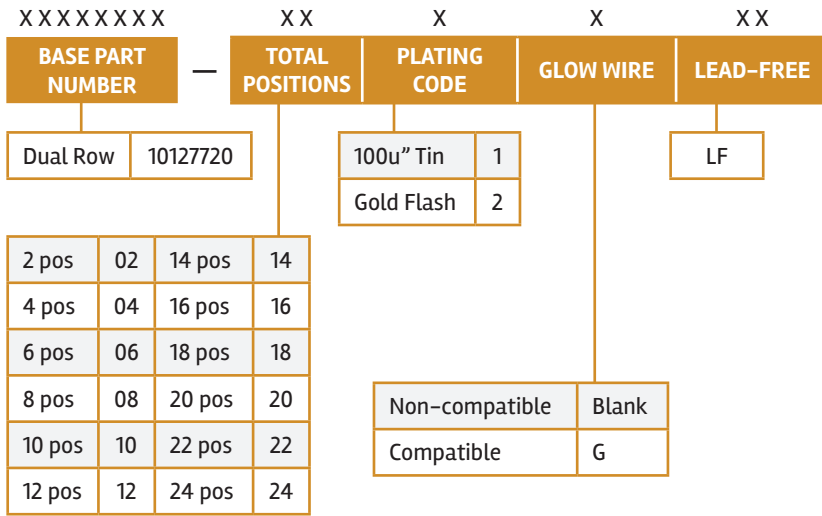 XXXXXXXX XX X X XX
BASE PART NUMBER — TOTAL POSITIONS PLATING CODE GLOW WIRE LEAD-FREE
Dual Row 10127720
100u” Tin 1
Gold Flash 2
LF
2 pos 02 14 pos 14
4 pos 04 16 pos 16
6 pos 06 18 pos 18
8 pos 08 20 pos 20
10 pos 10 22 pos 22
12 pos 12 24 pos 24
Non-compatible Blank
Compatible G